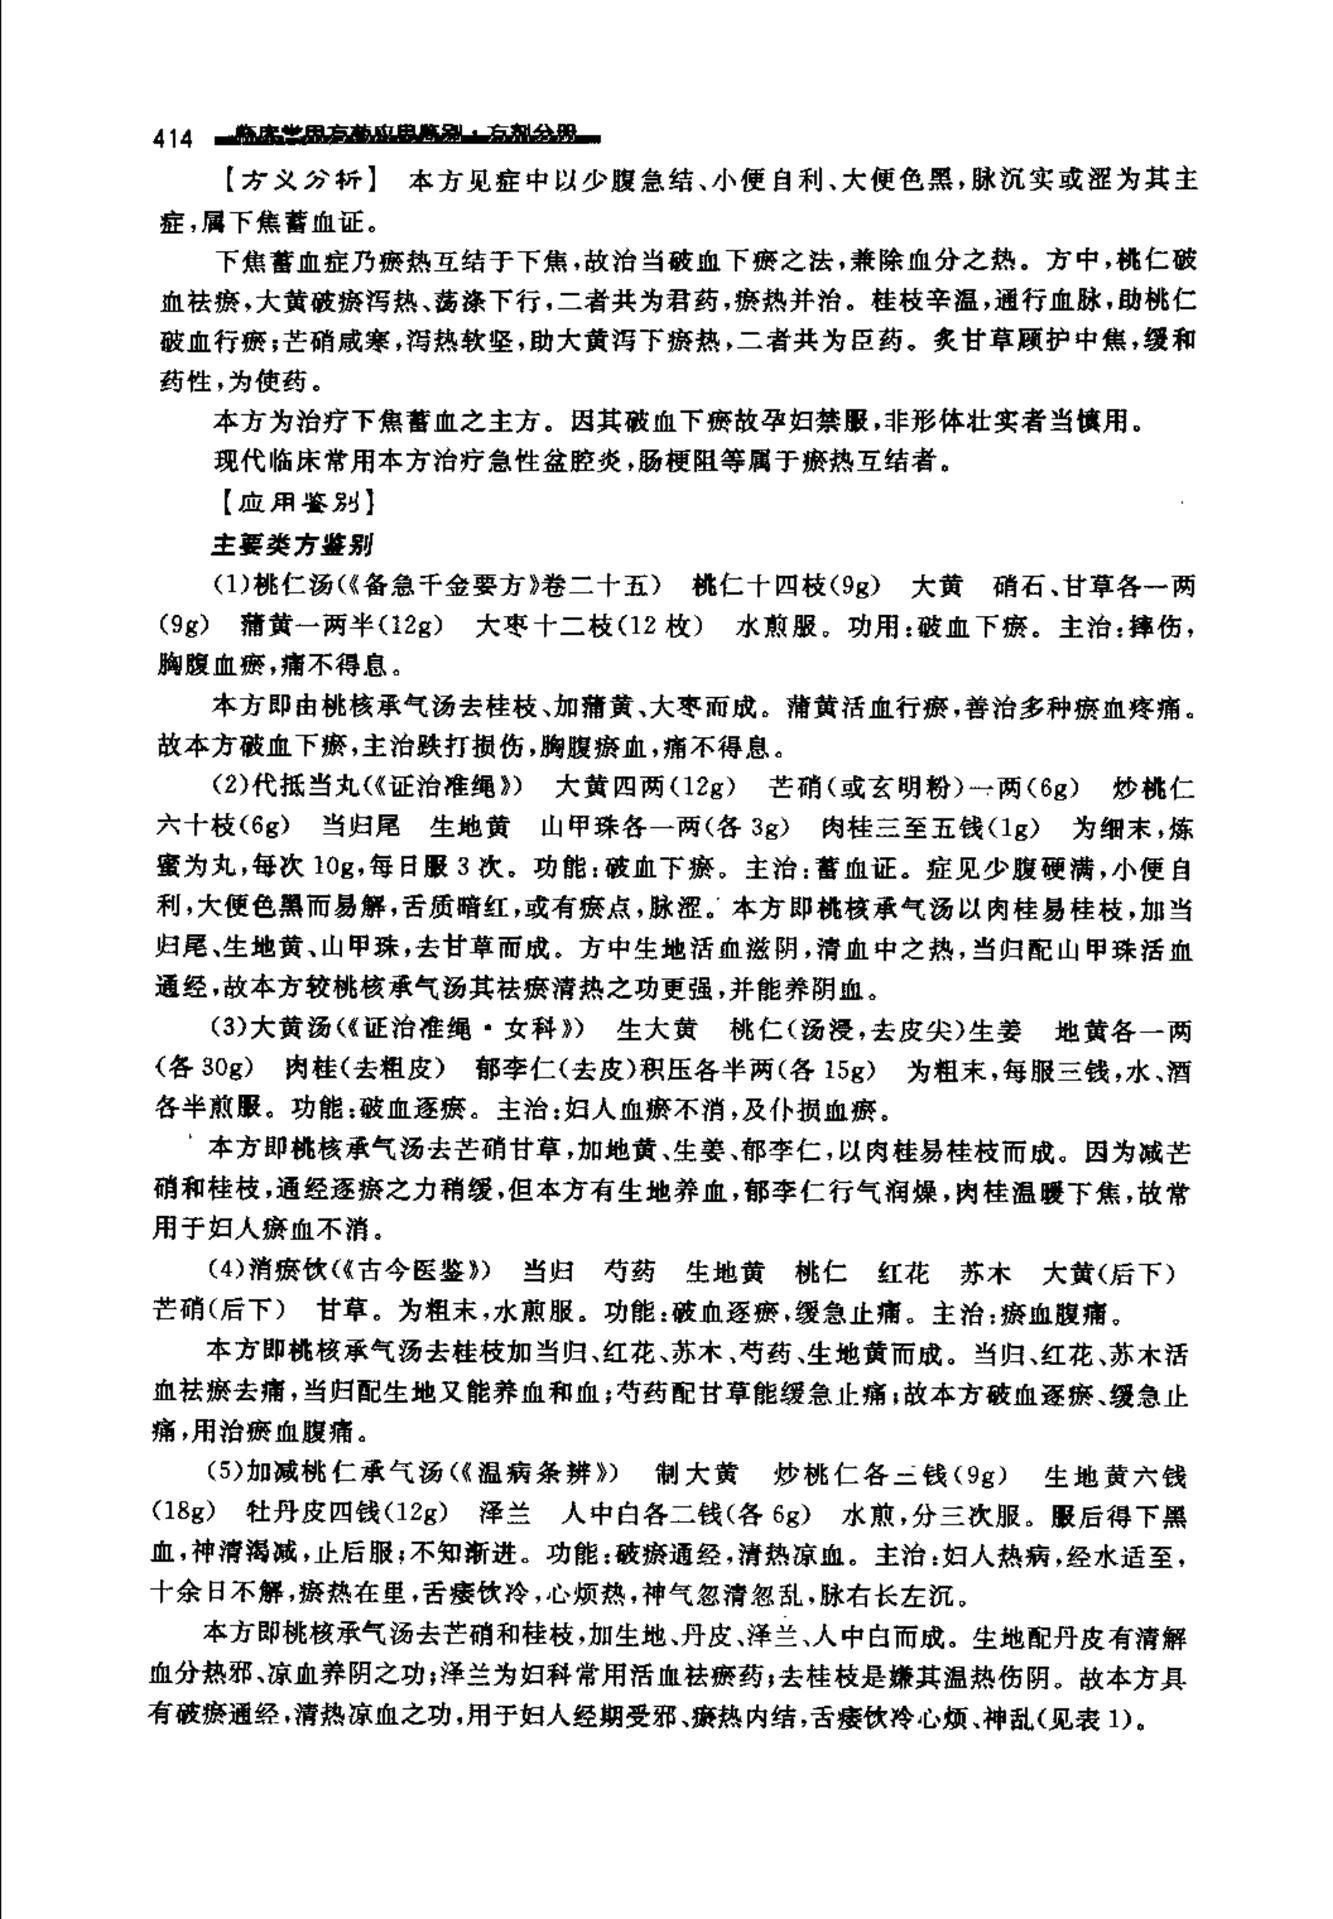 414 临床常用方药应用鉴别·方剂分册
【方义分析】 本方见症中以少腹急结、小便自利、大便色黑,脉沉实或涩为其主
症,属下焦蓄血证。
下焦蓄血症乃瘀热互结于下焦,故治当破血下瘀之法,兼除血分之热。方中,桃仁破
血祛瘀,大黄破瘀泻热、荡涤下行,二者共为君药,瘀热并治。桂枝辛温,通行血脉,助桃仁
破血行瘀;芒硝咸寒,泻热软坚,助大黄泻下瘀热,二者共为臣药。炙甘草顾护中焦,缓和
药性,为使药。
本方为治疗下焦蓄血之主方。因其破血下瘀故孕妇禁服,非形体壮实者当慎用。
现代临床常用本方治疗急性盆腔炎,肠梗阻等属于瘀热互结者。
【应用鉴别】
主要类方鉴别
(1)桃仁汤(《备急千金要方》卷二十五) 桃仁十四枝(9g) 大黄 硝石、甘草各一两
(9g) 蒲黄一两半(12g) 大枣十二枝(12枚) 水煎服。功用:破血下瘀。主治:摔伤,
胸腹血瘀,痛不得息。
本方即由桃核承气汤去桂枝、加蒲黄、大枣而成。蒲黄活血行瘀,善治多种瘀血疼痛。
故本方破血下瘀,主治跌打损伤,胸腹瘀血,痛不得息。
(2)代抵当丸(《证治准绳》) 大黄四两(12g) 芒硝(或玄明粉)一两(6g) 炒桃仁
六十枝(6g) 当归尾 生地黄 山甲珠各一两(各3g) 肉桂三至五钱(1g) 为细末,炼
蜜为丸,每次10g,每日服3次。功能:破血下瘀。主治:蓄血证。症见少腹硬满,小便自
利,大便色黑而易解,舌质暗红,或有瘀点,脉涩。本方即桃核承气汤以肉桂易桂枝,加当
归尾、生地黄、山甲珠,去甘草而成。方中生地活血滋阴,清血中之热,当归配山甲珠活血
通经,故本方较桃核承气汤其祛瘀清热之功更强,并能养阴血。
(3)大黄汤(《证治准绳·女科》) 生大黄 桃仁(汤浸,去皮尖)生姜 地黄各一两
(各30g) 肉桂(去粗皮) 郁李仁(去皮)积压各半两(各15g) 为粗末,每服三钱,水、酒
各半煎服。功能:破血逐瘀。主治:妇人血瘀不消,及仆损血瘀。
本方即桃核承气汤去芒硝甘草,加地黄、生姜、郁李仁,以肉桂易桂枝而成。因为减芒
硝和桂枝,通经逐瘀之力稍缓,但本方有生地养血,郁李仁行气润燥,肉桂温暖下焦,故常
用于妇人瘀血不消。
(4)消瘀饮(《古今医鉴》) 当归 芍药 生地黄 桃仁 红花 苏木 大黄(后下)
芒硝(后下) 甘草。为粗末,水煎服。功能:破血逐瘀,缓急止痛。主治:瘀血腹痛。
本方即桃核承气汤去桂枝加当归、红花、苏木、芍药、生地黄而成。当归、红花、苏木活
血祛瘀去痛,当归配生地又能养血和血;芍药配甘草能缓急止痛;故本方破血逐瘀、缓急止
痛,用治瘀血腹痛。
(5)加减桃仁承气汤(《温病条辨》) 制大黄 炒桃仁各三钱(9g) 生地黄六钱
(18g) 牡丹皮四钱(12g) 泽兰 人中白各二钱(各6g) 水煎,分三次服。服后得下黑
血,神清渴减,止后服;不知渐进。功能:破瘀通经,清热凉血。主治:妇人热病,经水适至,
十余日不解,瘀热在里,舌痿饮冷,心烦热,神气忽清忽乱,脉右长左沉。
本方即桃核承气汤去芒硝和桂枝,加生地、丹皮、泽兰、人中白而成。生地配丹皮有清解
血分热邪、凉血养阴之功;泽兰为妇科常用活血祛瘀药;去桂枝是嫌其温热伤阴。故本方具
有破瘀通经,清热凉血之功,用于妇人经期受邪、瘀热内结,舌痿饮冷心烦、神乱(见表1)。